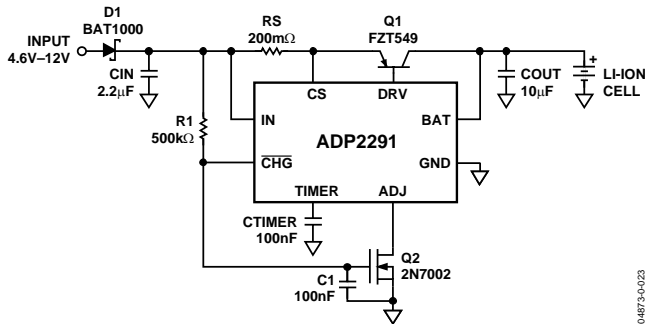 D1
BAT1000
INPUT
4.6V–12V
CIN
2.2μF
RS
200mΩ
Q1
FZT549
COUT
10μF
+
LI-ION
CELL
R1
500kΩ
CS
DRV
IN
BAT
ADP2291
CHG
GND
TIMER
ADJ
CTIMER
100nF
C1
100nF
Q2
2N7002
04873-0-023